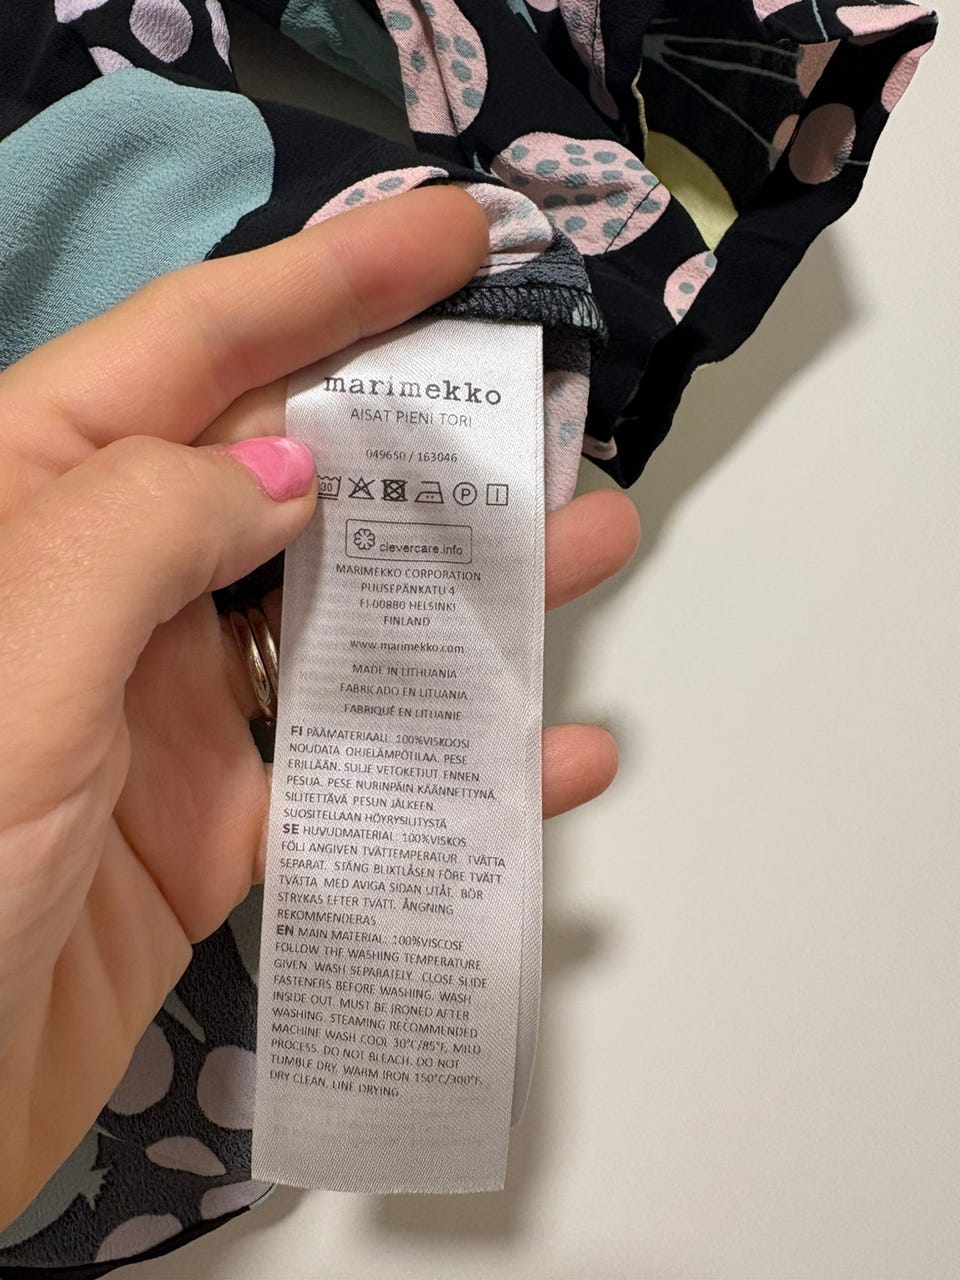 marimekko
AISAT PIENI TORI
049650 / 163046
30 P
clevercare.info
MARIMEKKO CORPORATION
PUUSEPÄNKATU 4
FI-00880 HELSINKI
FINLAND
www.marimekko.com
MADE IN LITHUANIA
FABRICADO EN LITUANIA
FABRIQUÉ EN LITUANIE
FI PÄÄMATERIAALI: 100%VISKOOSI
NOUDATA OHJELÄMPÖTILAA. PESE
ERILLÄÄN. SULJE VETOKETJUT ENNEN
PESUA. PESE NURINPÄIN KÄÄNNETTYNÄ.
SILITETTÄVÄ PESUN JÄLKEEN.
SUOSITELLAAN HÖYRYSILITYSTÄ
SE HUVUDMATERIAL: 100%VISKOS
FÖLJ ANGIVEN TVÄTTEMPERATUR. TVÄTTA
SEPARAT. STÄNG BLIXTLÅSEN FÖRE TVÄTT.
TVÄTTA MED AVIGA SIDAN UTÅT. BÖR
STRYKAS EFTER TVÄTT. ÅNGNING
REKOMMENDERAS
EN MAIN MATERIAL: 100%VISCOSE
FOLLOW THE WASHING TEMPERATURE
GIVEN. WASH SEPARATELY. CLOSE SLIDE
FASTENERS BEFORE WASHING. WASH
INSIDE OUT. MUST BE IRONED AFTER
WASHING. STEAMING RECOMMENDED
MACHINE WASH COOL 30°C/85°F, MILD
PROCESS. DO NOT BLEACH. DO NOT
TUMBLE DRY. WARM IRON 150°C/300°F.
DRY CLEAN. LINE DRYING